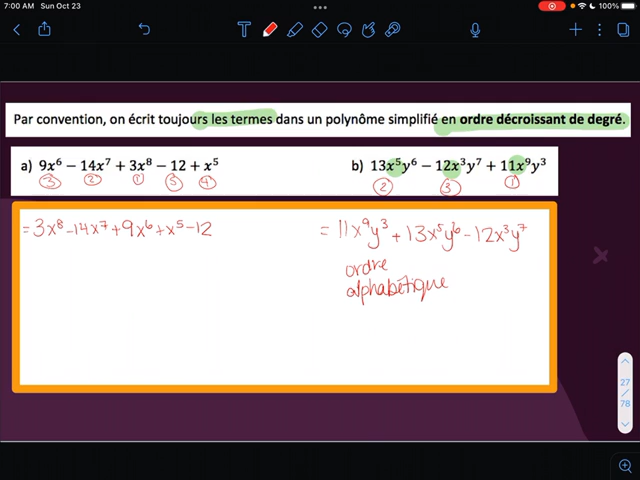 7:00 AM Sun Oct 23
100%
Par convention, on écrit toujours les termes dans un polynôme simplifié en ordre décroissant de degré.
a) 9x⁶ − 14x⁷ + 3x⁸ − 12 + x⁵
③ ② ① ⑤ ④
b) 13x⁵y⁶ − 12x³y⁷ + 11x⁹y³
② ③ ①
= 3x⁸ - 14x⁷ + 9x⁶ + x⁵ - 12
= 11x⁹y³ + 13x⁵y⁶ - 12x³y⁷
ordre
alphabétique
27
/
78